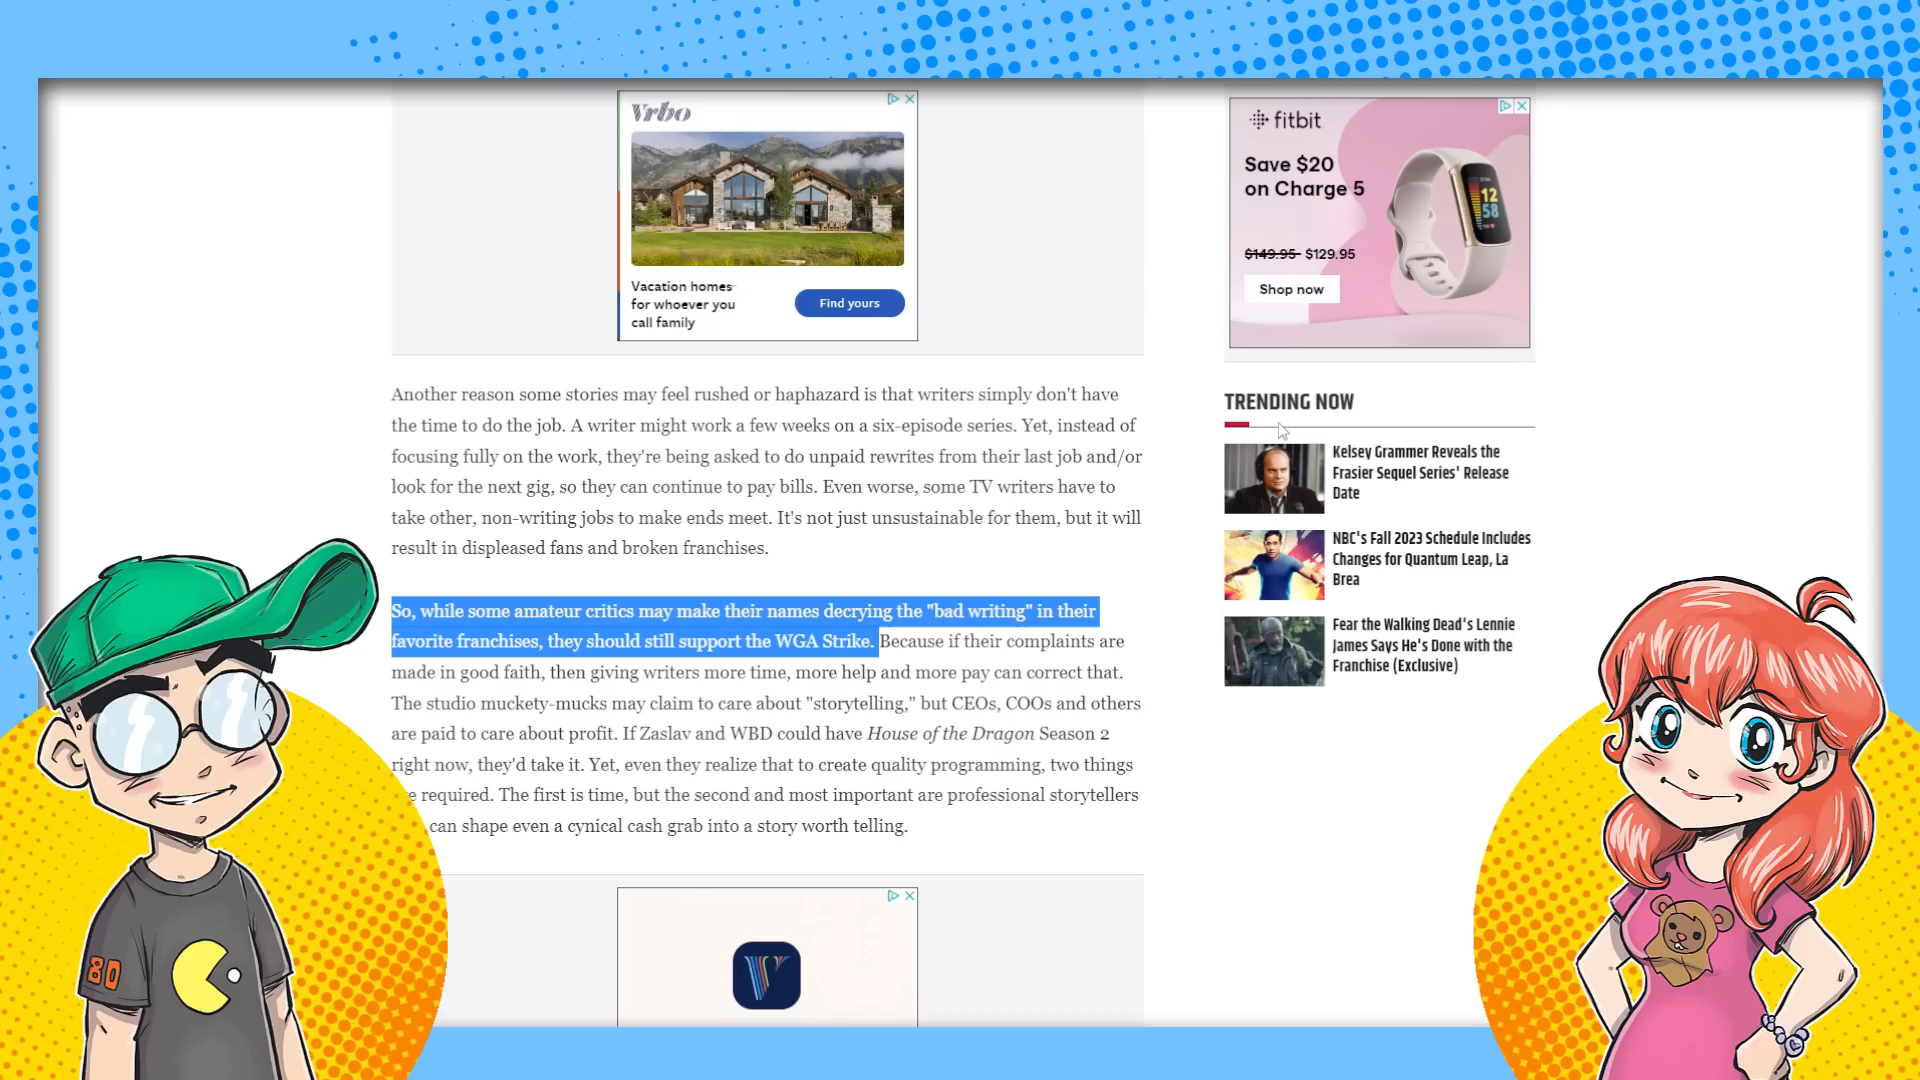 Vrbo
Vacation homes
for whoever you
call family
Find yours
fitbit
Save $20
on Charge 5
12
58
$149.95 $129.95
Shop now
Another reason some stories may feel rushed or haphazard is that writers simply don't have
the time to do the job. A writer might work a few weeks on a six-episode series. Yet, instead of
focusing fully on the work, they're being asked to do unpaid rewrites from their last job and/or
look for the next gig, so they can continue to pay bills. Even worse, some TV writers have to
take other, non-writing jobs to make ends meet. It's not just unsustainable for them, but it will
result in displeased fans and broken franchises.
So, while some amateur critics may make their names decrying the "bad writing" in their
favorite franchises, they should still support the WGA Strike. Because if their complaints are
made in good faith, then giving writers more time, more help and more pay can correct that.
The studio muckety-mucks may claim to care about "storytelling," but CEOs, COOs and others
are paid to care about profit. If Zaslav and WBD could have House of the Dragon Season 2
right now, they'd take it. Yet, even they realize that to create quality programming, two things
required. The first is time, but the second and most important are professional storytellers
can shape even a cynical cash grab into a story worth telling.
TRENDING NOW
Kelsey Grammer Reveals the
Frasier Sequel Series' Release
Date
NBC's Fall 2023 Schedule Includes
Changes for Quantum Leap, La
Brea
Fear the Walking Dead's Lennie
James Says He's Done with the
Franchise (Exclusive)
80